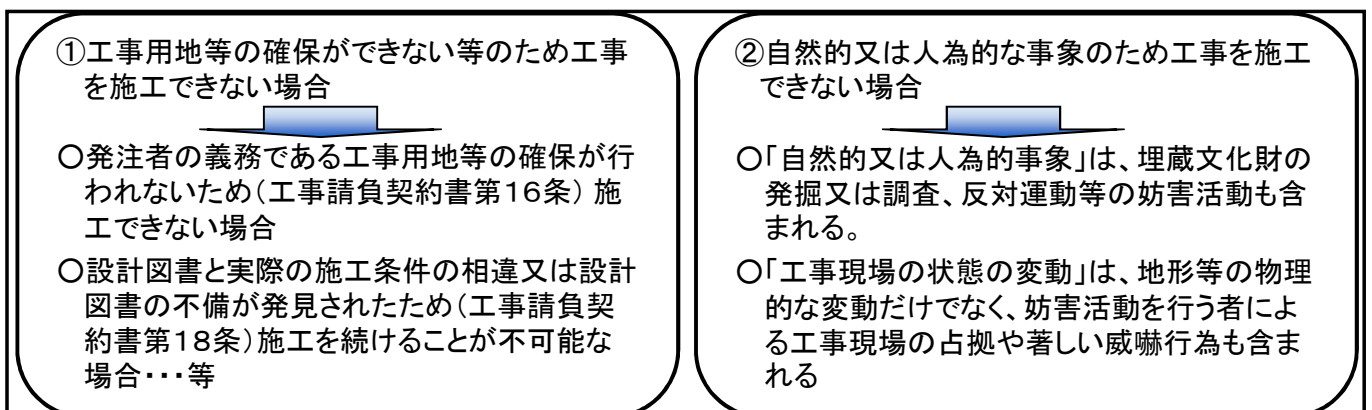 ①工事用地等の確保ができない等のため工事
を施工できない場合
〇発注者の義務である工事用地等の確保が行
われないため(工事請負契約書第16条) 施
工できない場合
〇設計図書と実際の施工条件の相違又は設計
図書の不備が発見されたため(工事請負契
約書第18条)施工を続けることが不可能な
場合・・・等
②自然的又は人為的な事象のため工事を施工
できない場合
〇「自然的又は人為的事象」は、埋蔵文化財の
発掘又は調査、反対運動等の妨害活動も含
まれる。
〇「工事現場の状態の変動」は、地形等の物理
的な変動だけでなく、妨害活動を行う者によ
る工事現場の占拠や著しい威嚇行為も含ま
れる